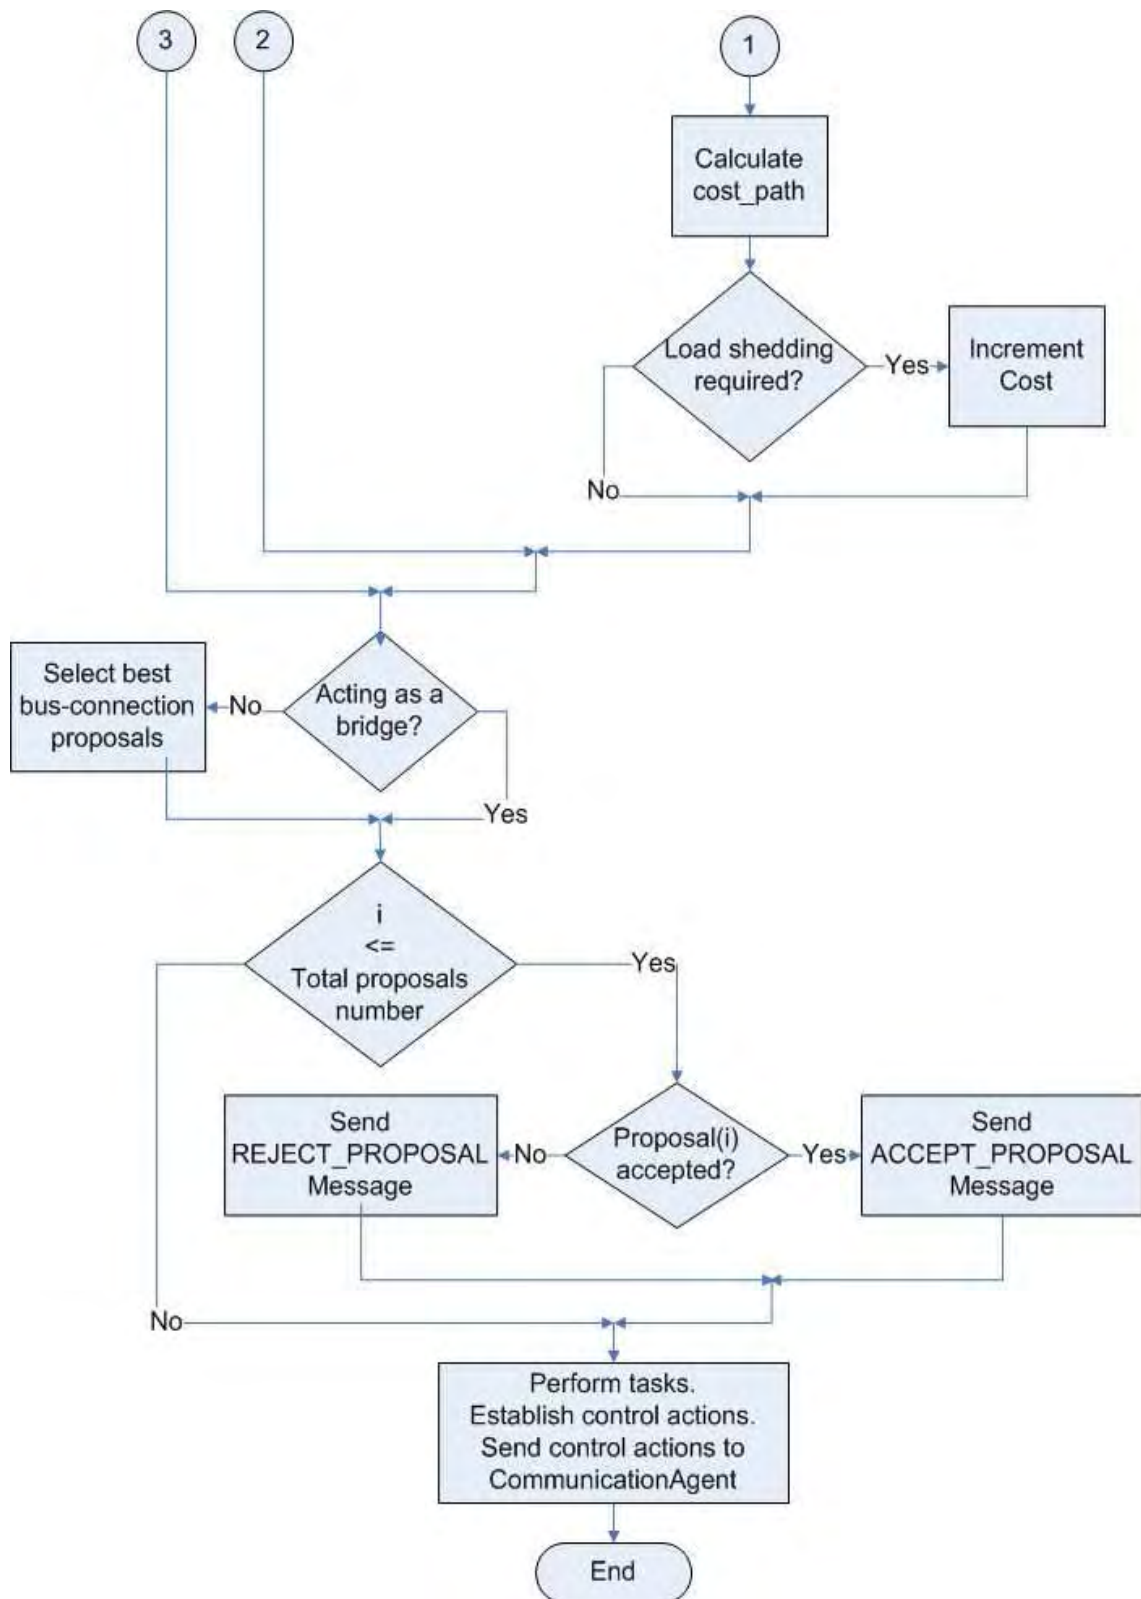 3
2
1
Calculate
cost_path
Load shedding
required?
Yes
Increment
Cost
No
Select best
bus-connection
proposals
No
Acting as a
bridge?
Yes
i
<=
Total proposals
number
Yes
Send
REJECT_PROPOSAL
Message
No
Proposal(i)
accepted?
Yes
Send
ACCEPT_PROPOSAL
Message
No
Perform tasks.
Establish control actions.
Send control actions to
CommunicationAgent
End